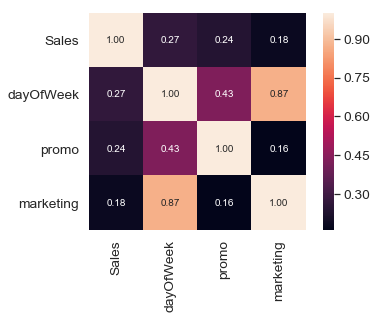 Sales 1.00 0.27 0.24 0.18
dayOfWeek 0.27 1.00 0.43 0.87
promo 0.24 0.43 1.00 0.16
marketing 0.18 0.87 0.16 1.00
Sales dayOfWeek promo marketing
0.90
0.75
0.60
0.45
0.30